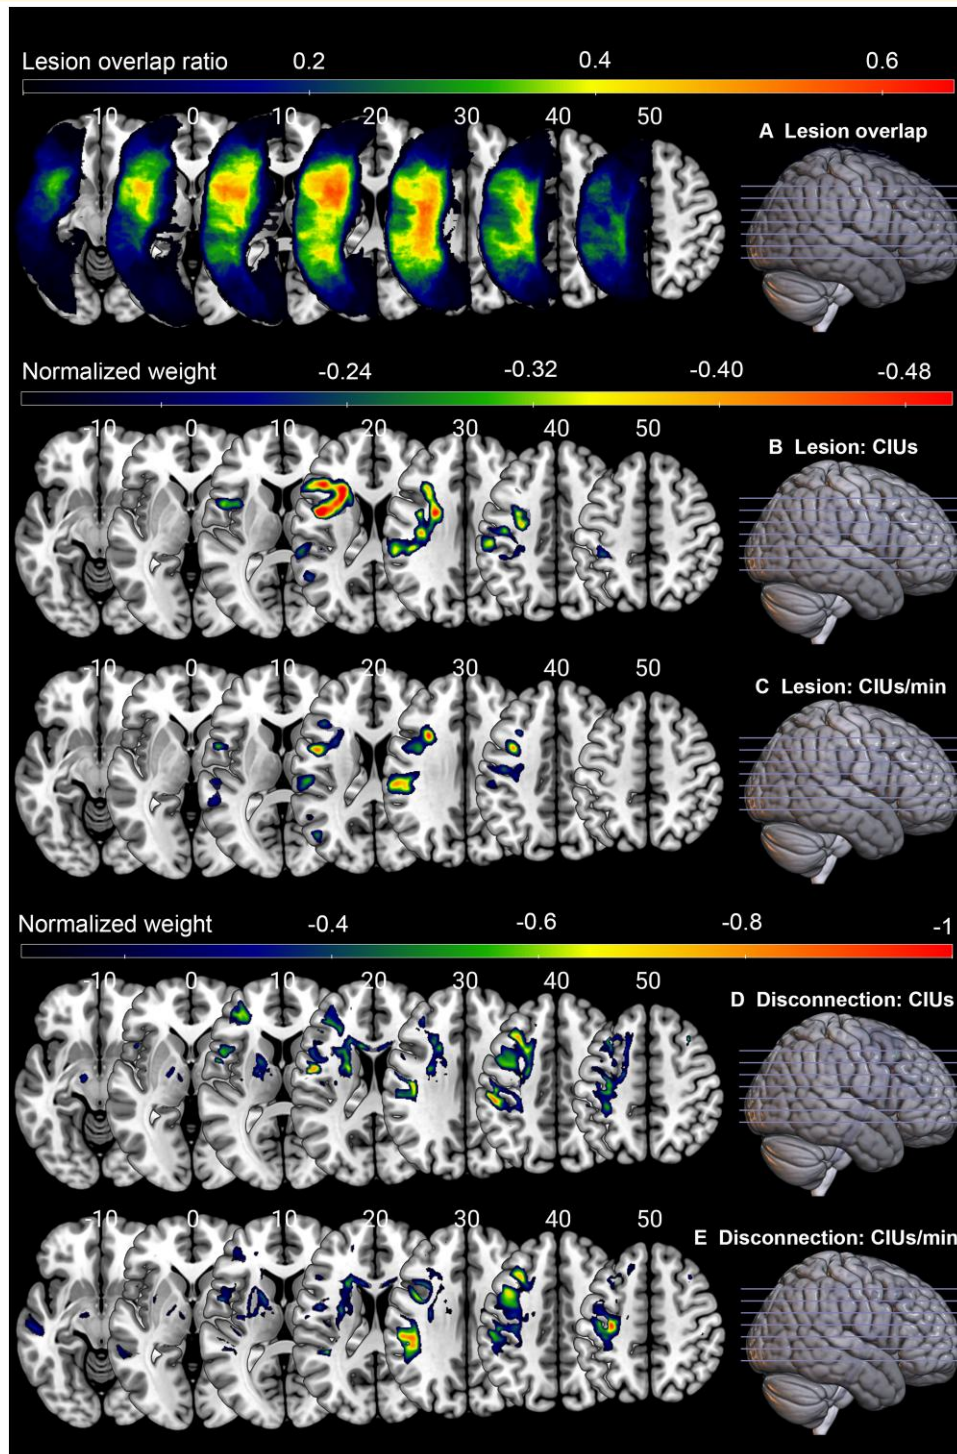 Lesion overlap ratio 0.2 0.4 0.6
-10 0 10 20 30 40 50
A Lesion overlap
Normalized weight -0.24 -0.32 -0.40 -0.48
-10 0 10 20 30 40 50
B Lesion: CIUs
-10 0 10 20 30 40 50
C Lesion: CIUs/min
Normalized weight -0.4 -0.6 -0.8 -1
-10 0 10 20 30 40 50
D Disconnection: CIUs
-10 0 10 20 30 40 50
E Disconnection: CIUs/min